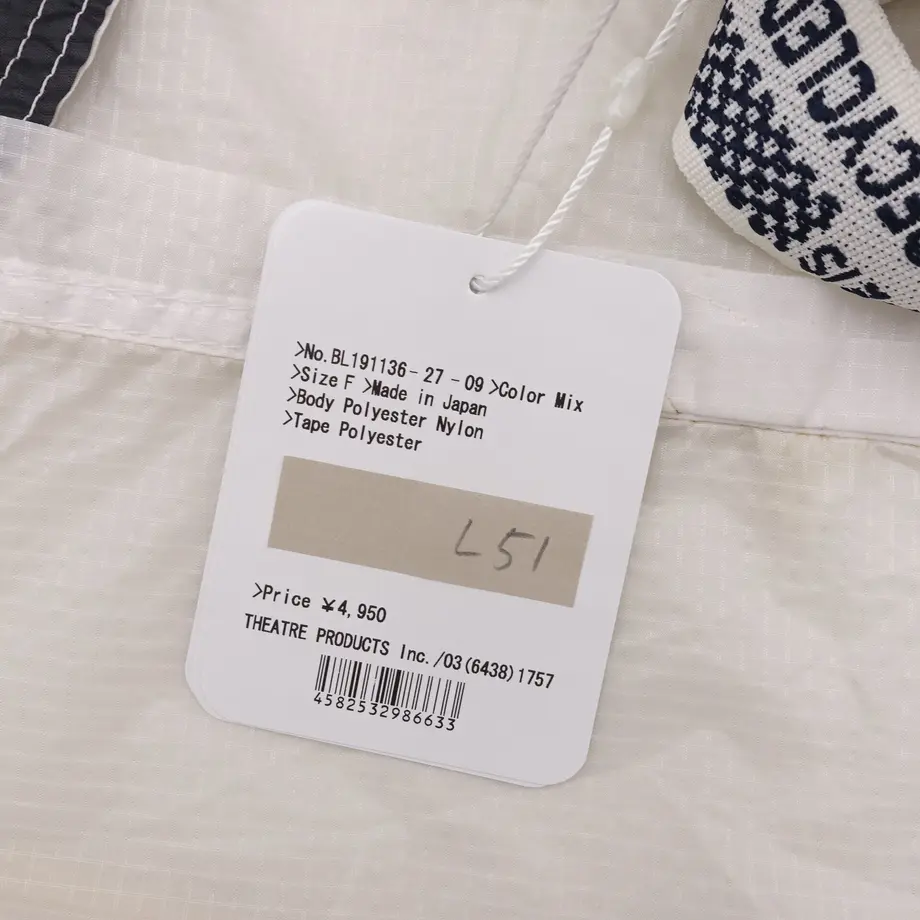 >No.BL191136-27-09 >Color Mix
>Size F >Made in Japan
>Body Polyester Nylon
>Tape Polyester
L51
>Price ¥4,950
THEATRE PRODUCTS Inc./03(6438)1757
4582532986633